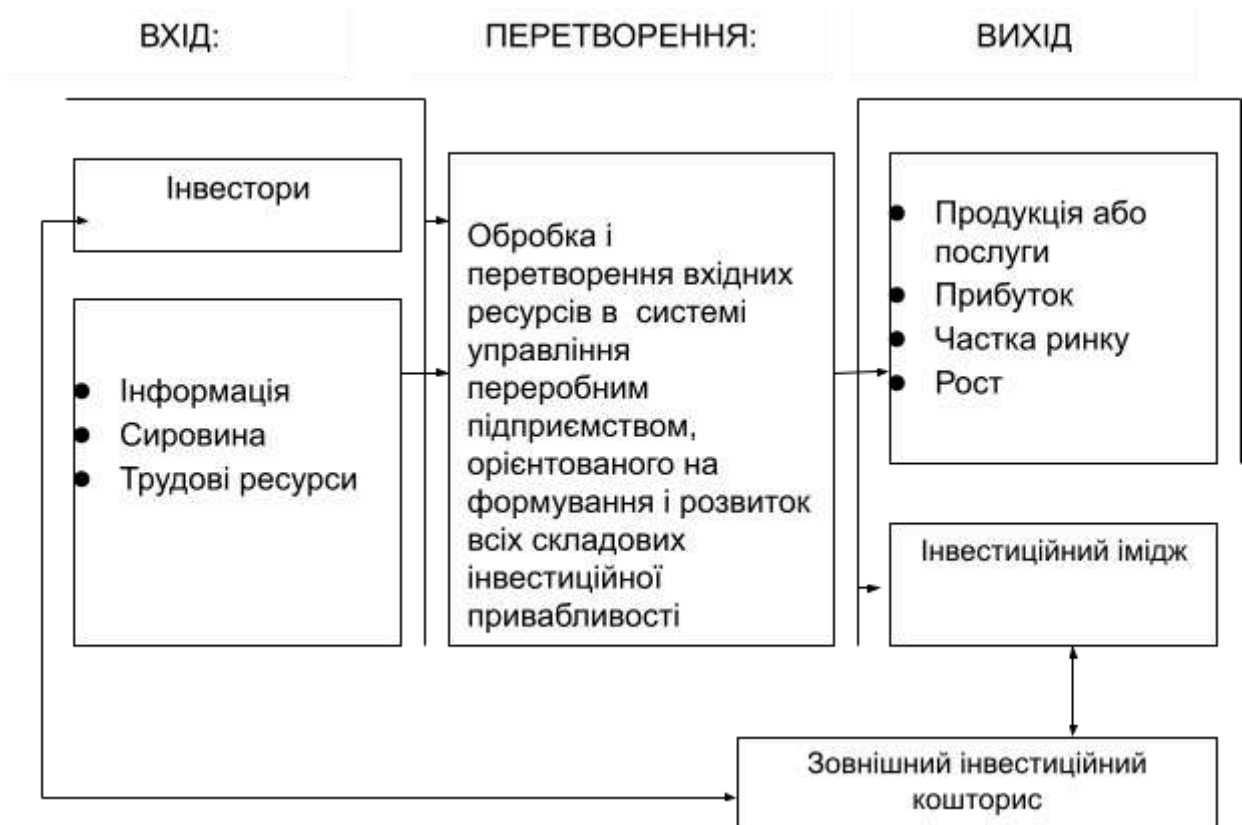 ВХІД:
ПЕРЕТВОРЕННЯ:
ВИХІД
Інвестори
Інформація
Сировина
Трудові ресурси
Обробка і
перетворення вхідних
ресурсів в системі
управління
переробним
підприємством,
орієнтованого на
формування і розвиток
всіх складових
інвестиційної
привабливості
Продукція або
послуги
Прибуток
Частка ринку
Рост
Інвестиційний імідж
Зовнішний інвестиційний
кошторис